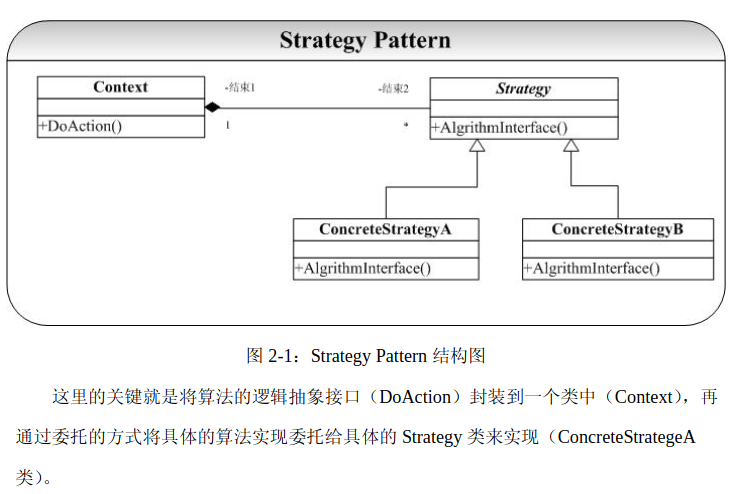 Strategy Pattern
Context
-结束1
-结束2
Strategy
+DoAction()
1
*
+AlgrithmInterface()
ConcreteStrategyA
ConcreteStrategyB
+AlgrithmInterface()
+AlgrithmInterface()
图 2-1：Strategy Pattern 结构图
这里的关键就是将算法的逻辑抽象接口（DoAction）封装到一个类中（Context），再
通过委托的方式将具体的算法实现委托给具体的 Strategy 类来实现（ConcreteStrategeA
类）。